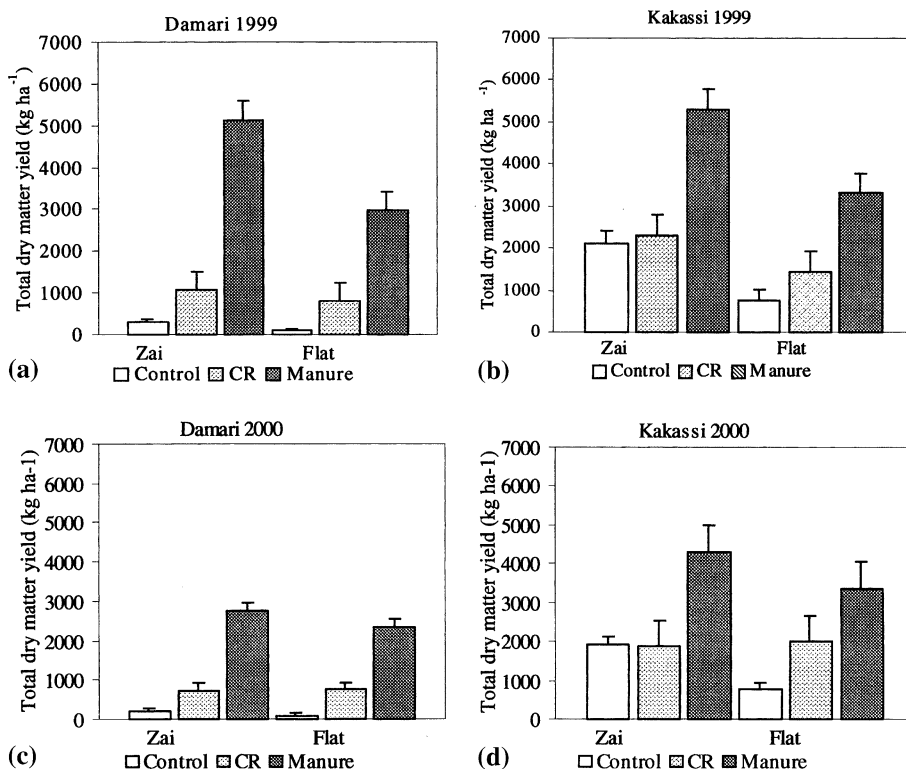 Damari 1999
Total dry matter yield (kg ha -1)
7000
6000
5000
4000
3000
2000
1000
0
Zai Flat
(a)
Control CR Manure
Kakassi 1999
Total dry matter yield (kg ha -1)
7000
6000
5000
4000
3000
2000
1000
0
Zai Flat
(b)
Control CR Manure
Damari 2000
Total dry matter yield (kg ha-1)
7000
6000
5000
4000
3000
2000
1000
0
Zai Flat
(c)
Control CR Manure
Kakassi 2000
Total dry matter yield (kg ha-1)
7000
6000
5000
4000
3000
2000
1000
0
Zai Flat
(d)
Control CR Manure